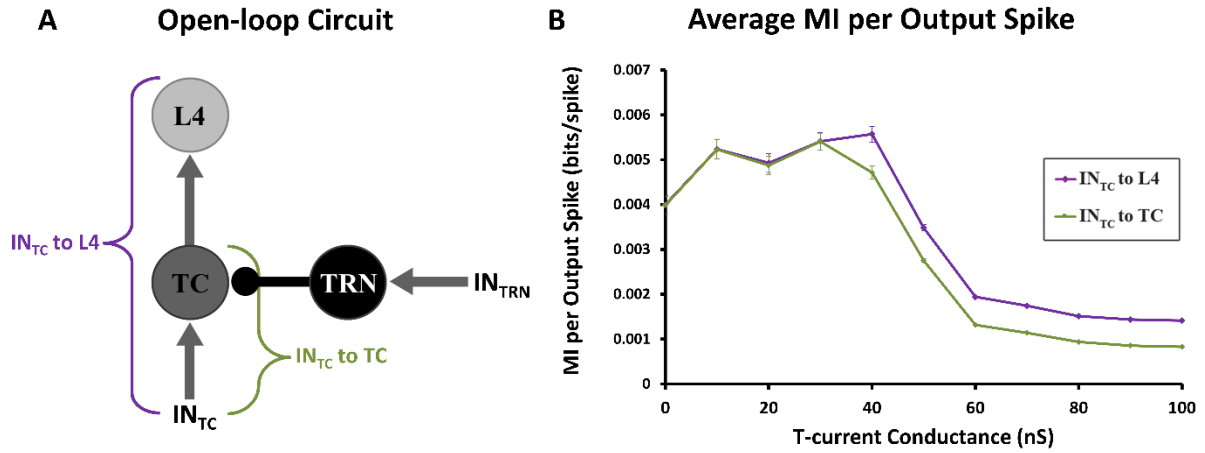 A Open-loop Circuit
L4
TC
TRN
IN_TC to L4
IN_TRN
IN_TC to TC
IN_TC
B Average MI per Output Spike
MI per Output Spike (bits/spike)
0.007
0.006
0.005
0.004
0.003
0.002
0.001
0
0 20 40 60 80 100
T-current Conductance (nS)
IN_TC to L4
IN_TC to TC